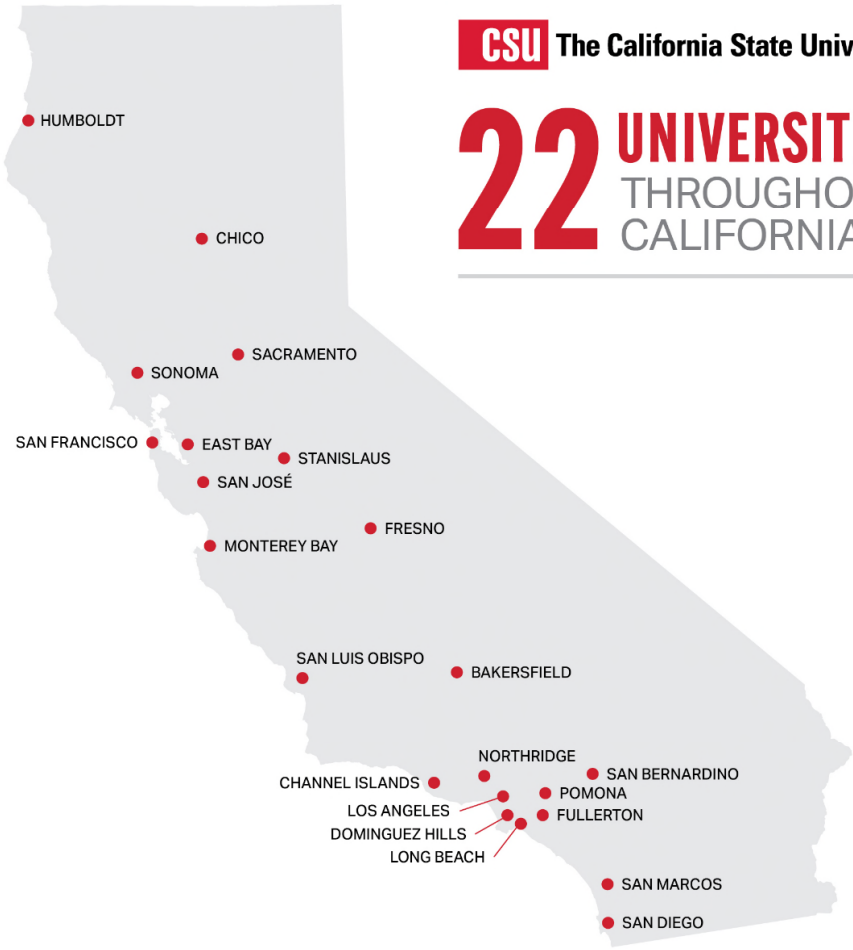 CSU The California State Univ
22 UNIVERSIT
THROUGHO
CALIFORNIA
HUMBOLDT
CHICO
SACRAMENTO
SONOMA
SAN FRANCISCO
EAST BAY
STANISLAUS
SAN JOSÉ
FRESNO
MONTEREY BAY
SAN LUIS OBISPO
BAKERSFIELD
NORTHRIDGE
SAN BERNARDINO
CHANNEL ISLANDS
POMONA
LOS ANGELES
FULLERTON
DOMINGUEZ HILLS
LONG BEACH
SAN MARCOS
SAN DIEGO